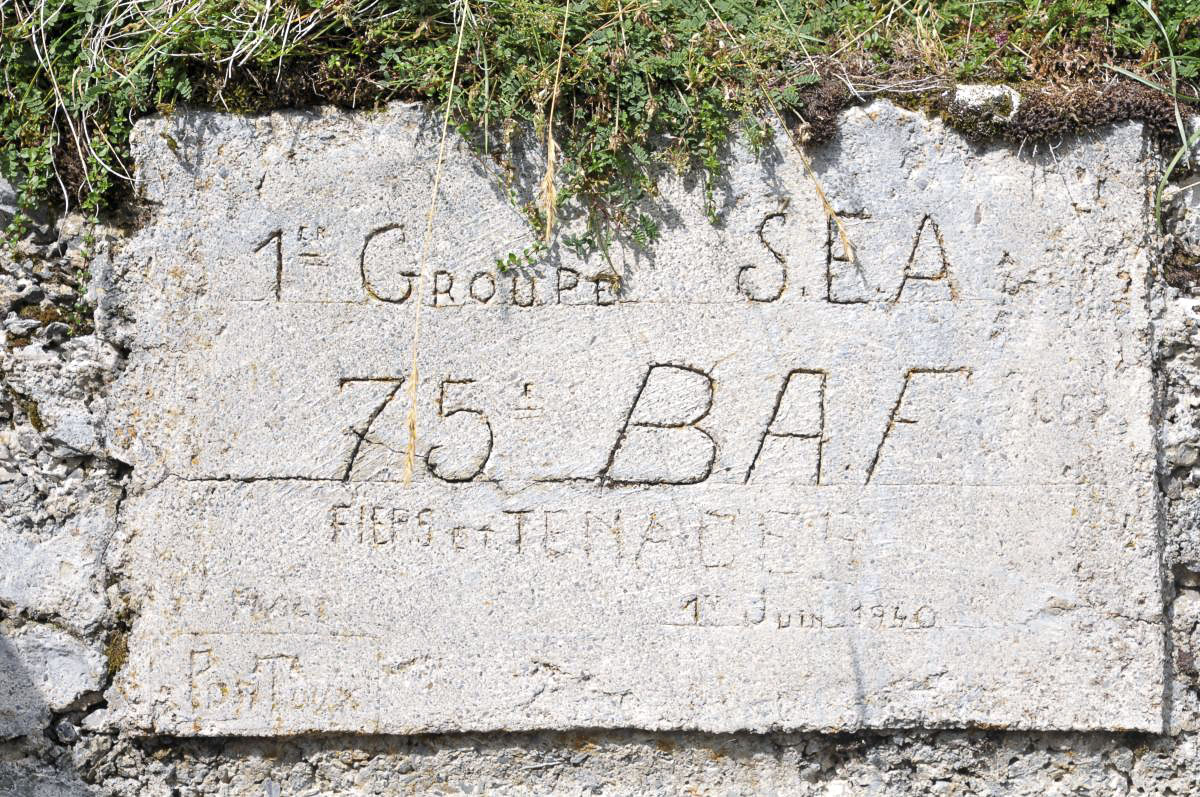 1ER GROUPE S.E.A
75E BAF
FIERS ET TENACES
1ER JUIN 1940